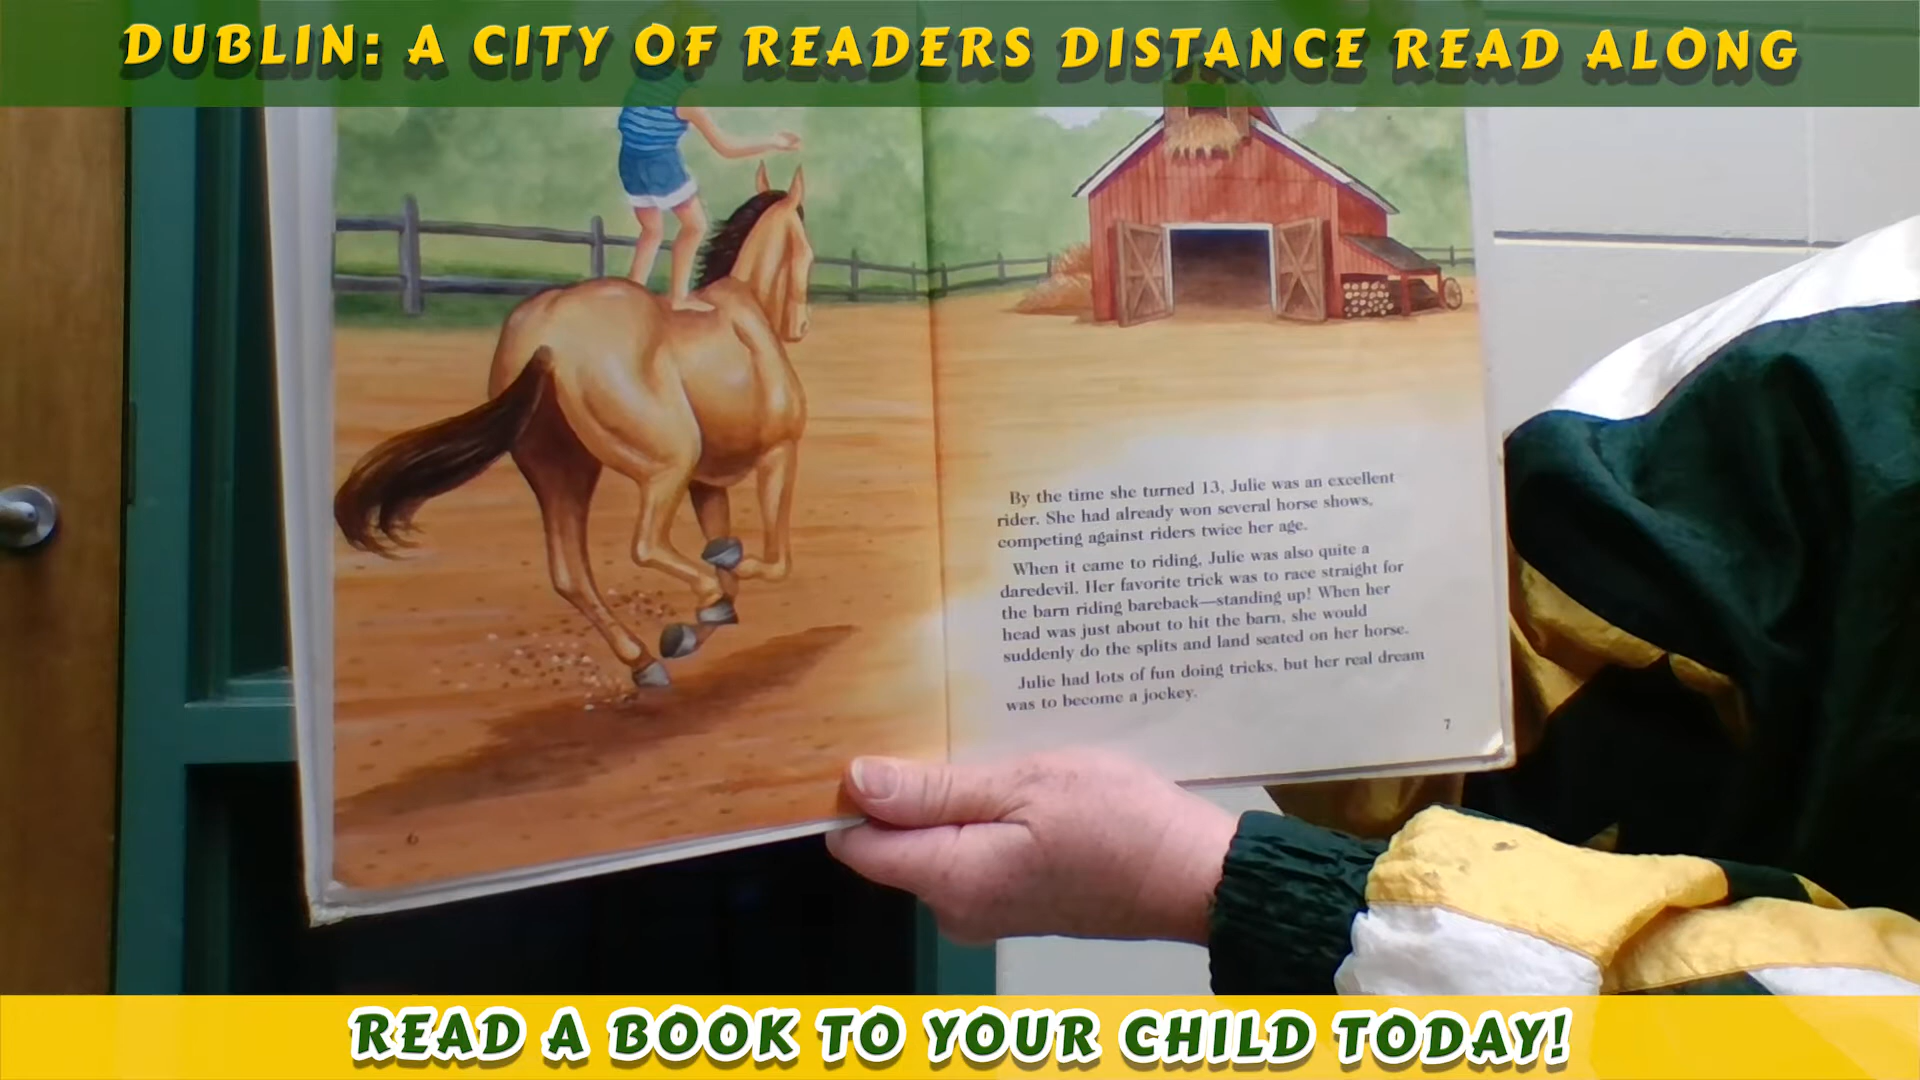 DUBLIN: A CITY OF READERS DISTANCE READ ALONG
By the time she turned 13, Julie was an excellent
rider. She had already won several horse shows,
competing against riders twice her age.
When it came to riding, Julie was also quite a
daredevil. Her favorite trick was to race straight for
the barn riding bareback—standing up! When her
head was just about to hit the barn, she would
suddenly do the splits and land seated on her horse.
Julie had lots of fun doing tricks, but her real dream
was to become a jockey.
6
7
READ A BOOK TO YOUR CHILD TODAY!